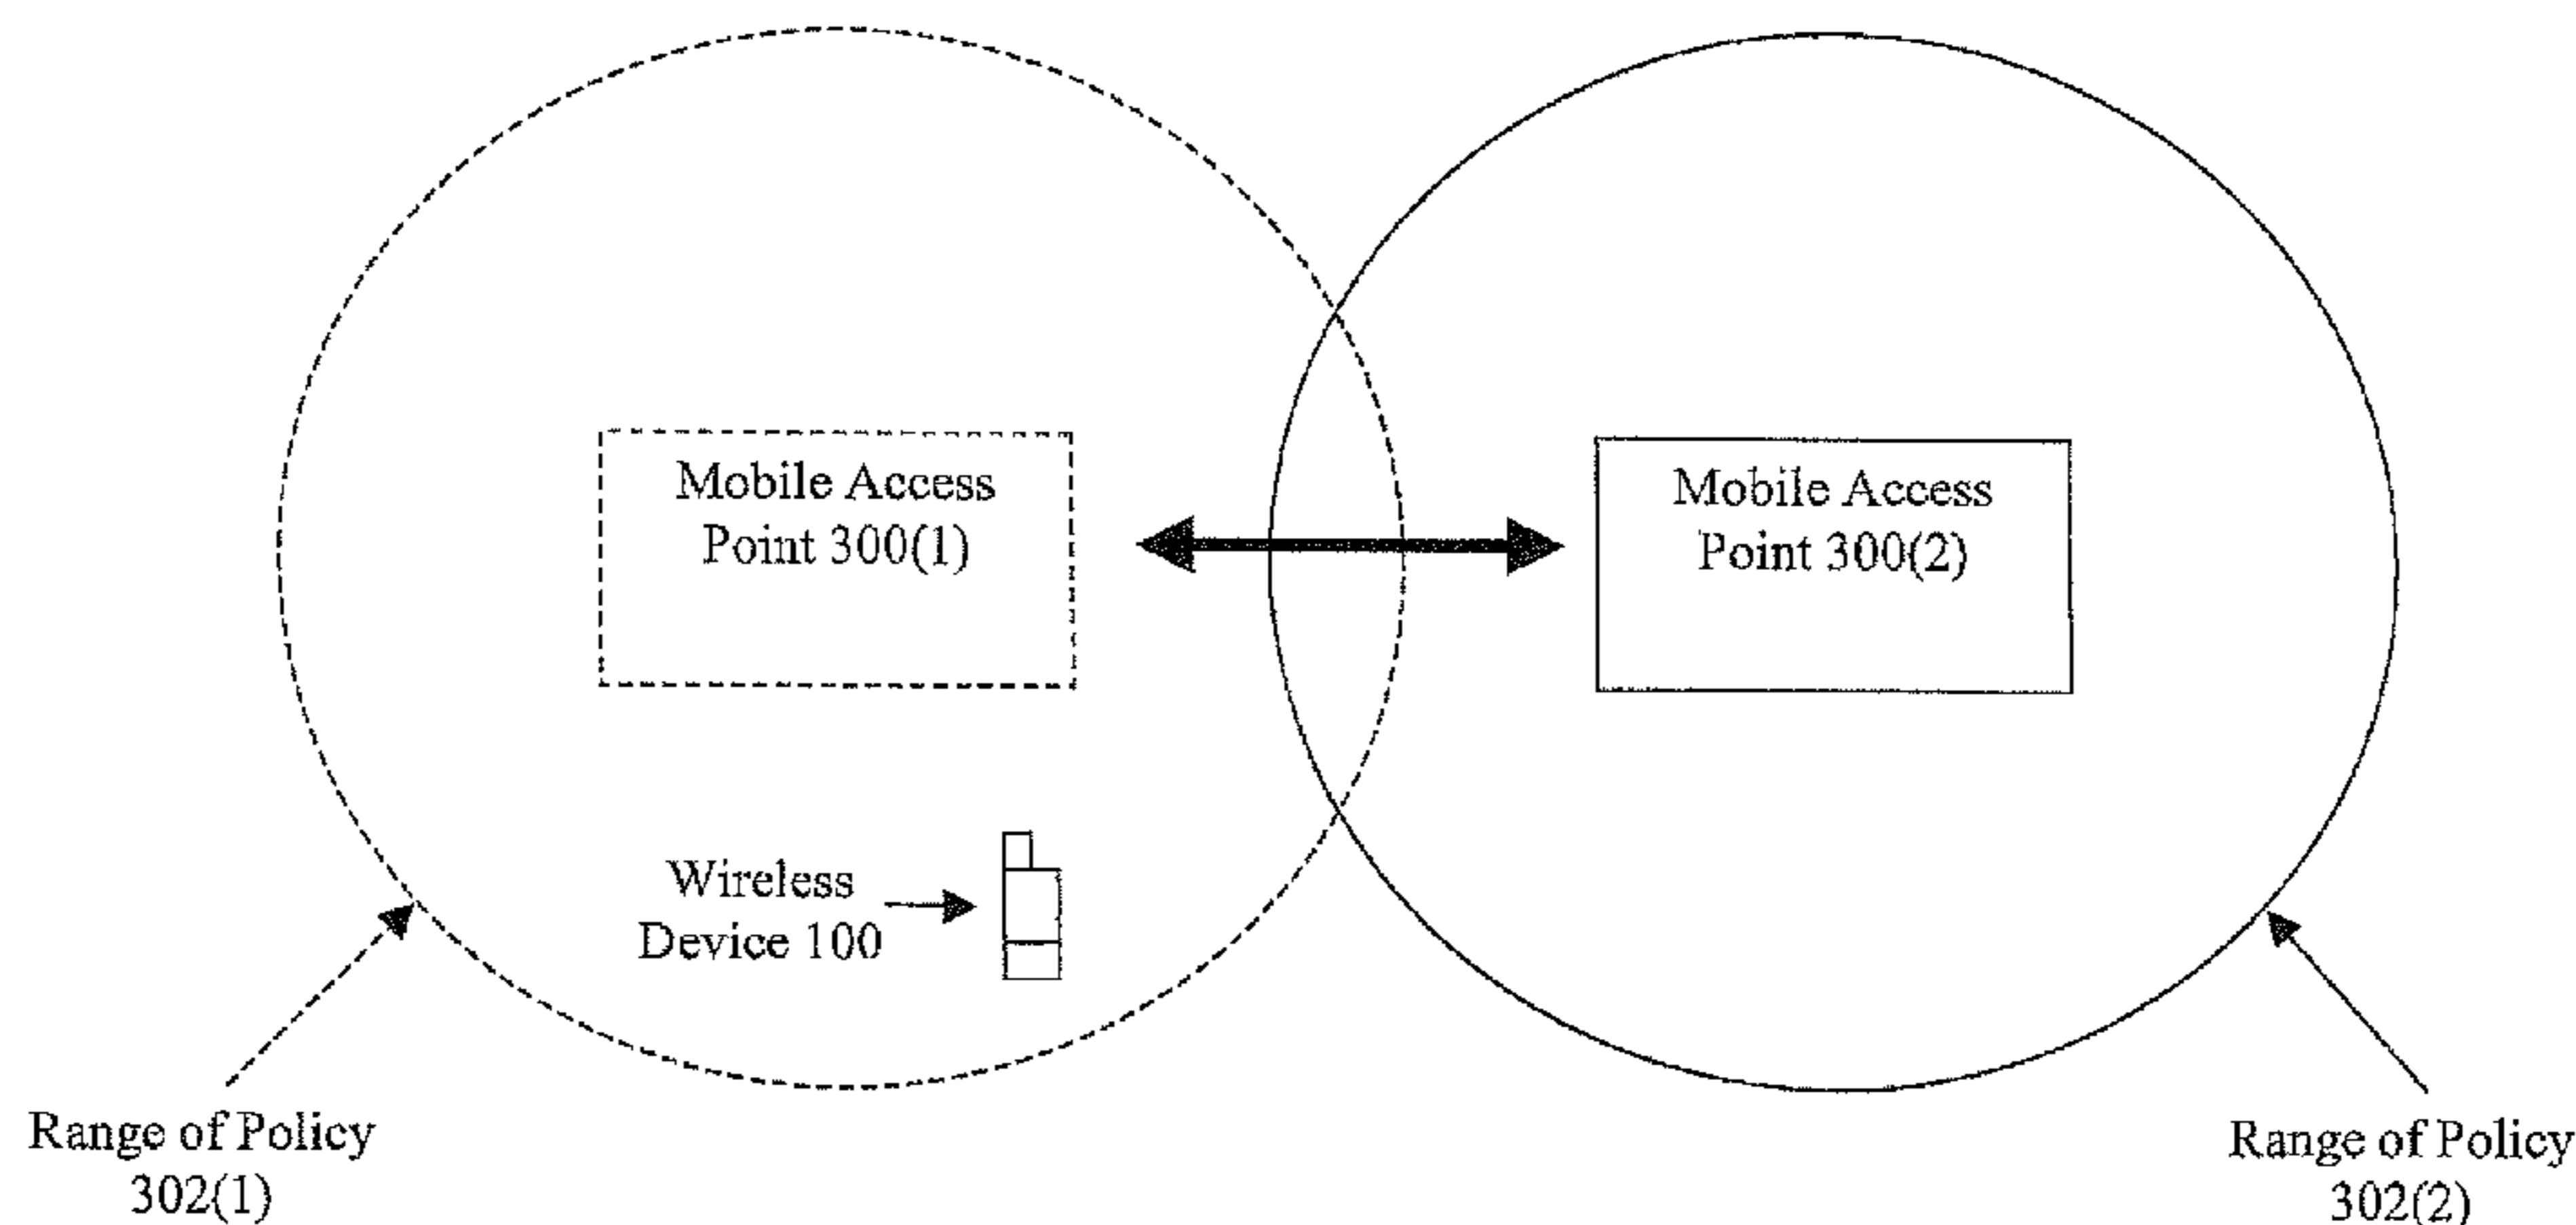 Mobile Access
Point 300(1)
Mobile Access
Point 300(2)
Wireless
Device 100
Range of Policy
302(1)
Range of Policy
302(2)